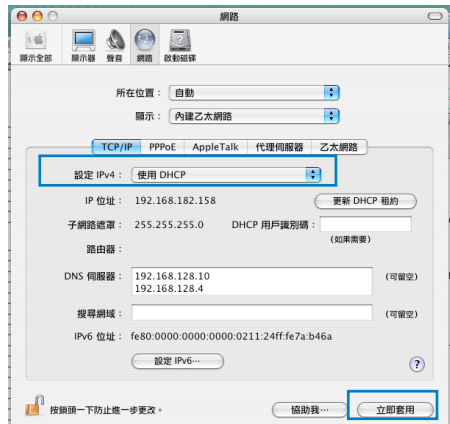 網路
顯示全部 顯示器 聲音 網路 啟動磁碟
所在位置： 自動
顯示： 內建乙太網路
TCP/IP PPPoE AppleTalk 代理伺服器 乙太網路
設定 IPv4： 使用 DHCP
IP 位址： 192.168.182.158 更新 DHCP 租約
子網路遮罩： 255.255.255.0 DHCP 用戶識別碼：
(如果需要)
路由器：
DNS 伺服器： 192.168.128.10 (可留空)
192.168.128.4
搜尋網域： (可留空)
IPv6 位址： fe80:0000:0000:0000:0211:24ff:fe7a:b46a
設定 IPv6⋯ ?
按鎖頭一下防止進一步更改。 協助我⋯ 立即套用